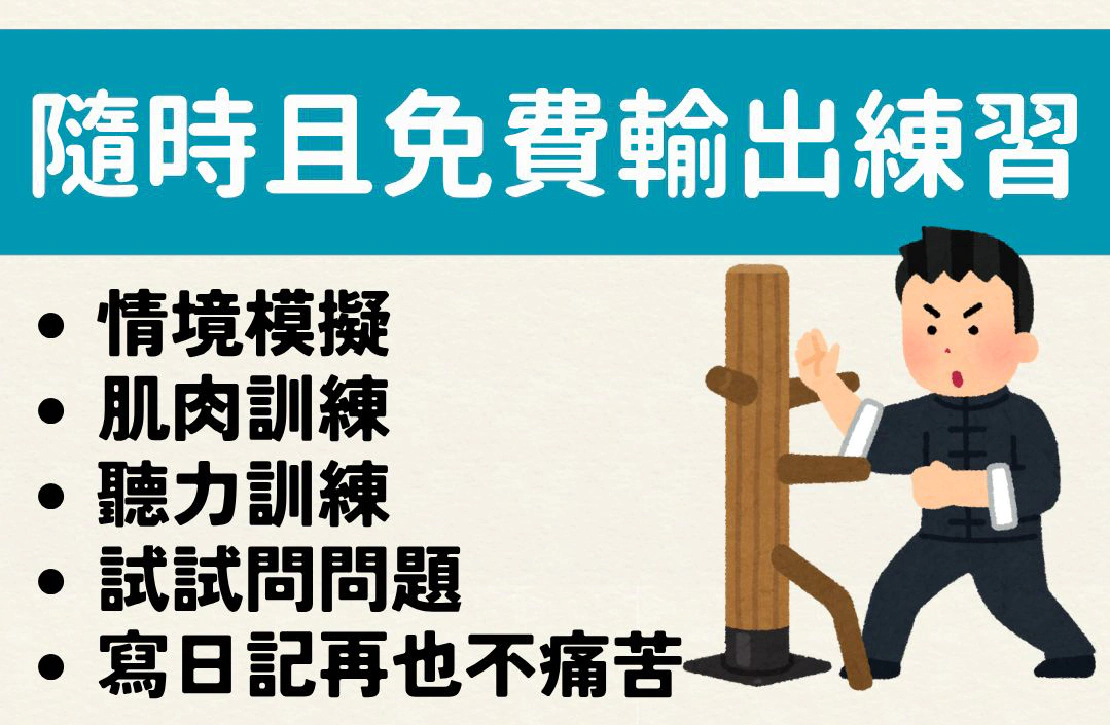 隨時且免費輸出練習
• 情境模擬
• 肌肉訓練
• 聽力訓練
• 試試問問題
• 寫日記再也不痛苦